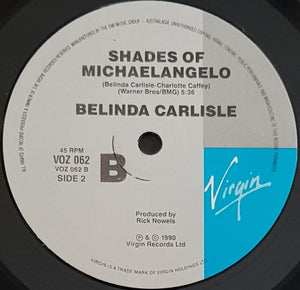 SHADES OF
MICHAELANGELO
(Belinda Carlisle-Charlotte Caffey)
(Warner Bros/BMG) 5:36
BELINDA CARLISLE
45 RPM
VOZ 062
VOZ 062 B
SIDE 2
B
Virgin
Produced by
Rick Nowels
℗ & © 1990
Virgin Records Ltd
VIRGIN IS A TRADE MARK OF VIRGIN HOLDINGS LTD